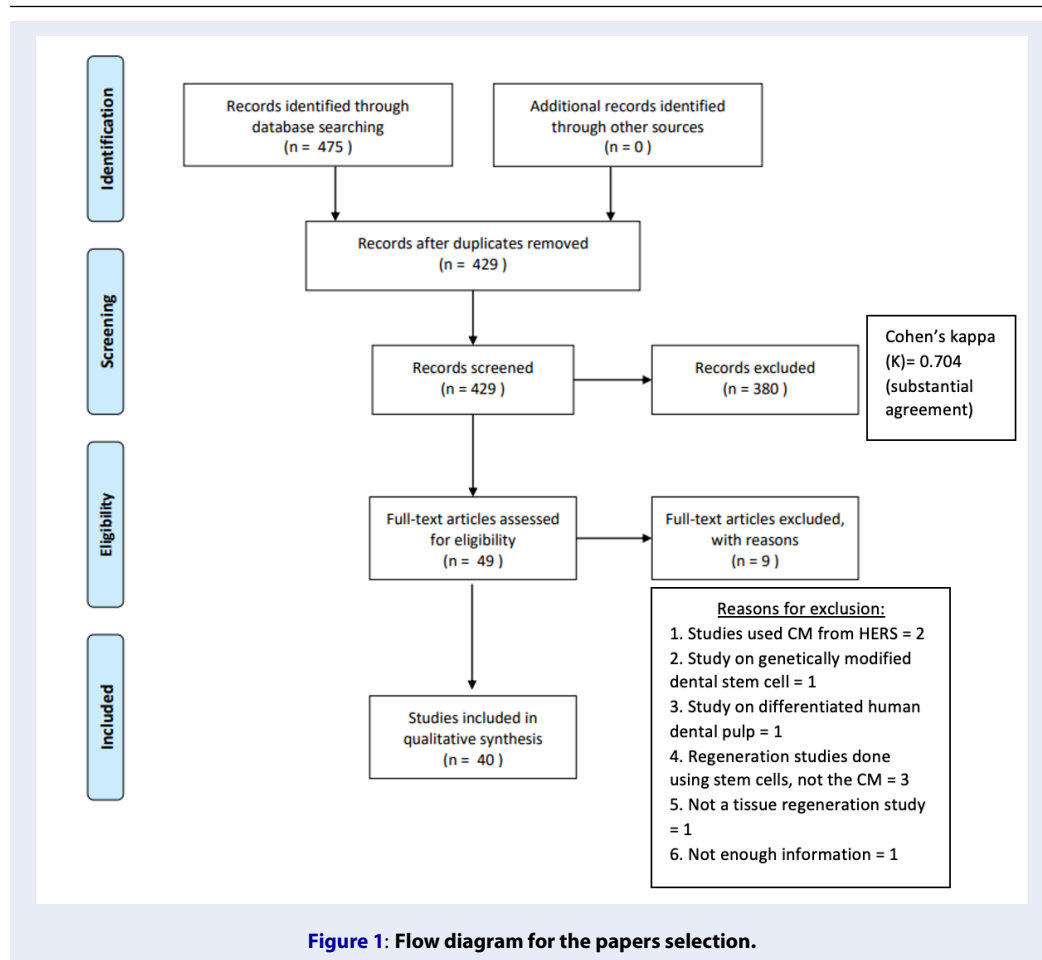 Identification
Records identified through
database searching
(n = 475 )
Additional records identified
through other sources
(n = 0 )
Records after duplicates removed
(n = 429 )
Screening
Records screened
(n = 429 )
Records excluded
(n = 380 )
Cohen's kappa
(K)= 0.704
(substantial
agreement)
Eligibility
Full-text articles assessed
for eligibility
(n = 49 )
Full-text articles excluded,
with reasons
(n = 9 )
Reasons for exclusion:
1. Studies used CM from HERS = 2
2. Study on genetically modified
dental stem cell = 1
3. Study on differentiated human
dental pulp = 1
4. Regeneration studies done
using stem cells, not the CM = 3
5. Not a tissue regeneration study
= 1
6. Not enough information = 1
Included
Studies included in
qualitative synthesis
(n = 40 )
Figure 1: Flow diagram for the papers selection.